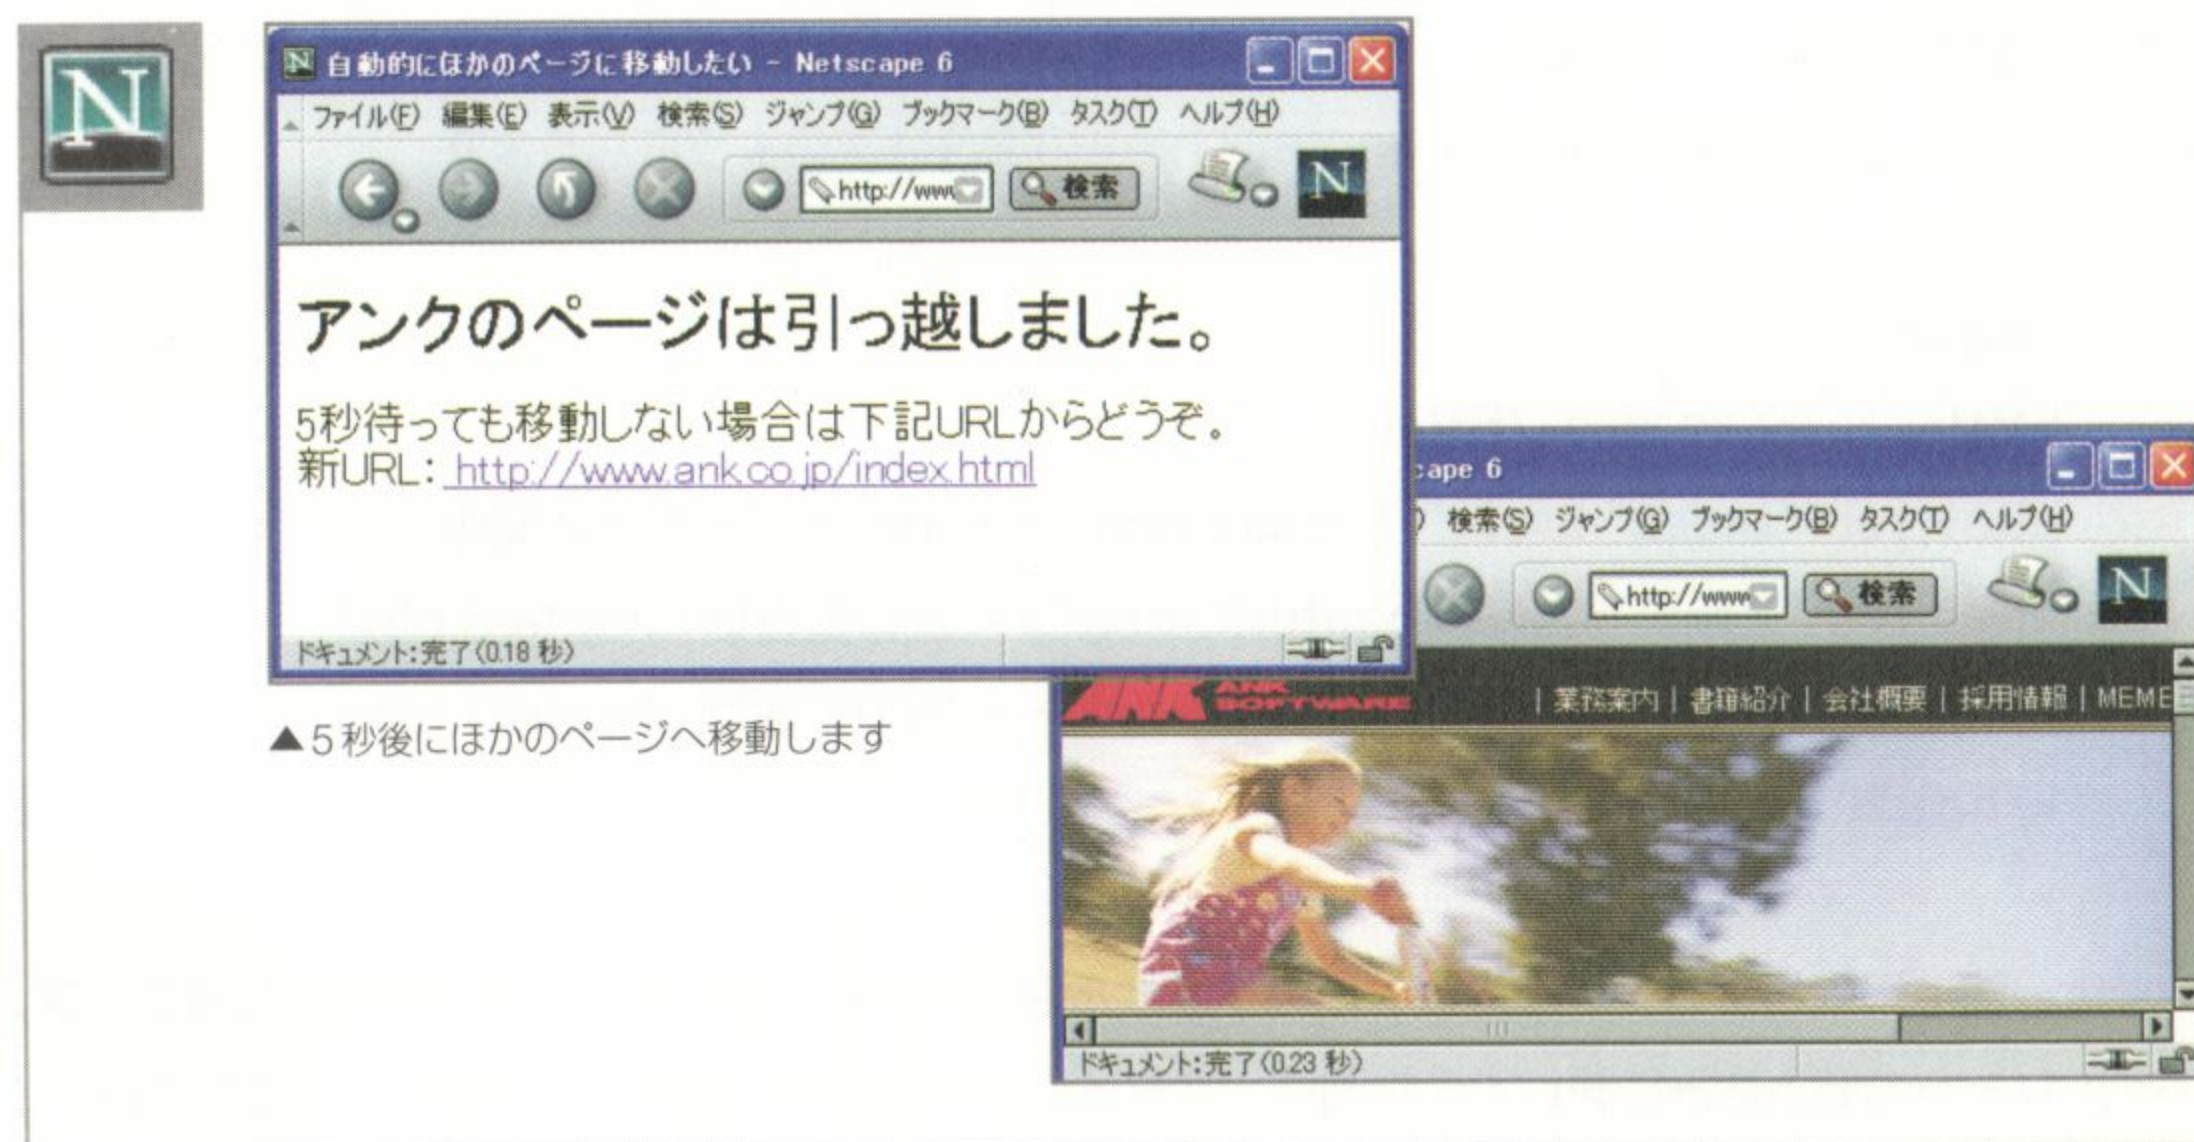 N
自動的にほかのページに移動したい - Netscape 6
ファイル(F) 編集(E) 表示(V) 検索(S) ジャンプ(G) ブックマーク(B) タスク(T) ヘルプ(H)
http://www 検索 N
アンクのページは引っ越しました。
5秒待っても移動しない場合は下記URLからどうぞ。
新URL: http://www.ank.co.jp/index.html
ドキュメント:完了(0.18 秒)
▲5秒後にほかのページへ移動します
cape 6
) 検索(S) ジャンプ(G) ブックマーク(B) タスク(T) ヘルプ(H)
http://www 検索 N
ANK ANK SOFTWARE | 業務案内 | 書籍紹介 | 会社概要 | 採用情報 | MEME
ドキュメント:完了(0.23 秒)